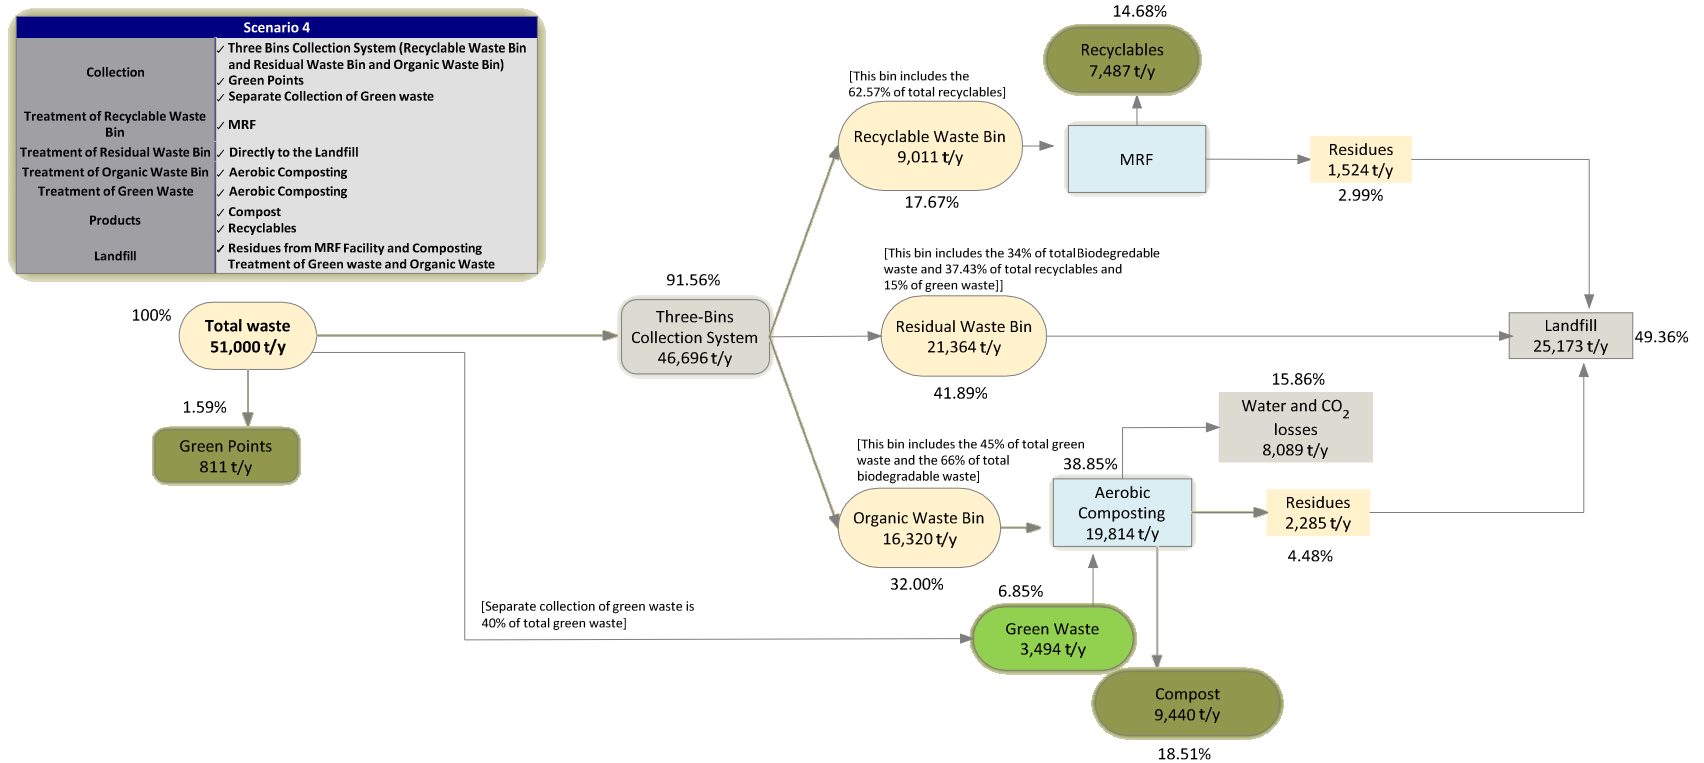 Scenario 4
Collection
✓ Three Bins Collection System (Recyclable Waste Bin
and Residual Waste Bin and Organic Waste Bin)
✓ Green Points
✓ Separate Collection of Green waste
Treatment of Recyclable Waste
Bin
✓ MRF
Treatment of Residual Waste Bin
✓ Directly to the Landfill
Treatment of Organic Waste Bin
✓ Aerobic Composting
Treatment of Green Waste
✓ Aerobic Composting
Products
✓ Compost
✓ Recyclables
Landfill
✓ Residues from MRF Facility and Composting
Treatment of Green waste and Organic Waste
100%
Total waste
51,000 t/y
1.59%
Green Points
811 t/y
91.56%
Three-Bins
Collection System
46,696 t/y
[This bin includes the
62.57% of total recyclables]
Recyclable Waste Bin
9,011 t/y
17.67%
14.68%
Recyclables
7,487 t/y
MRF
Residues
1,524 t/y
2.99%
[This bin includes the 34% of total Biodegredable
waste and 37.43% of total recyclables and
15% of green waste]]
Residual Waste Bin
21,364 t/y
41.89%
Landfill
25,173 t/y
49.36%
15.86%
Water and CO2
losses
8,089 t/y
[This bin includes the 45% of total green
waste and the 66% of total
biodegradable waste]
Organic Waste Bin
16,320 t/y
32.00%
38.85%
Aerobic
Composting
19,814 t/y
Residues
2,285 t/y
4.48%
[Separate collection of green waste is
40% of total green waste]
6.85%
Green Waste
3,494 t/y
Compost
9,440 t/y
18.51%